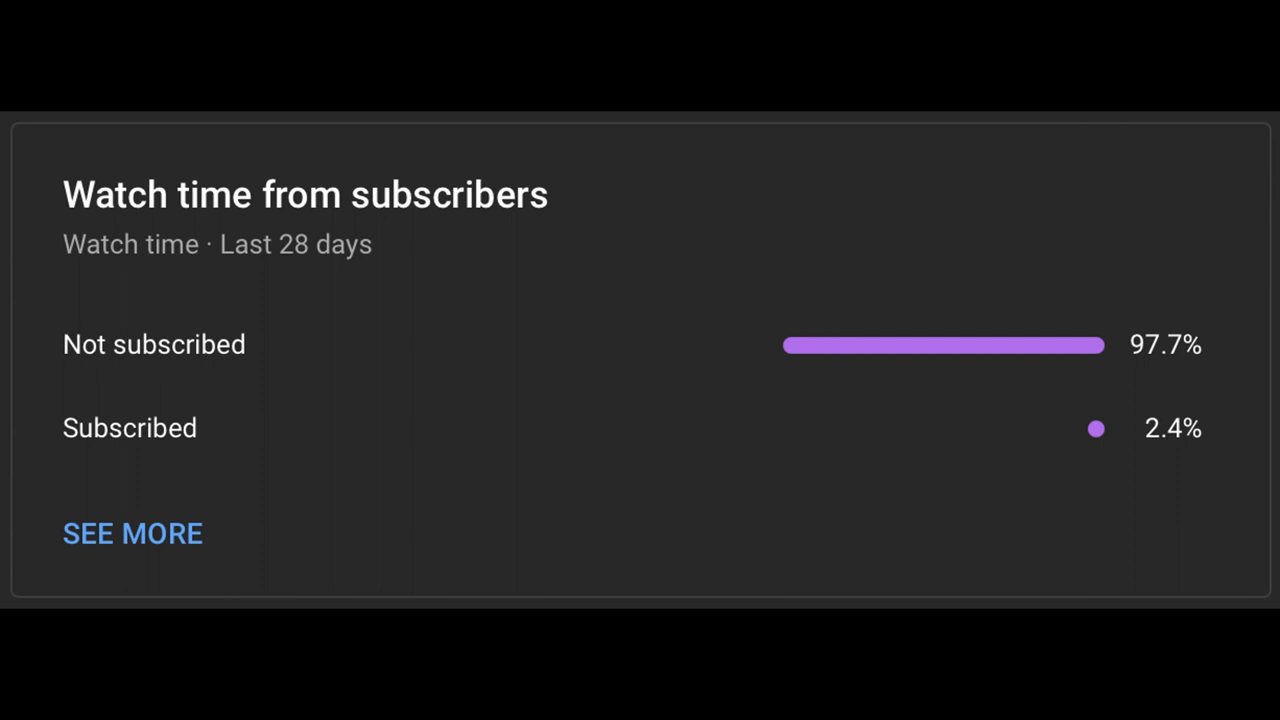 Watch time from subscribers
Watch time · Last 28 days
Not subscribed 97.7%
Subscribed 2.4%
SEE MORE